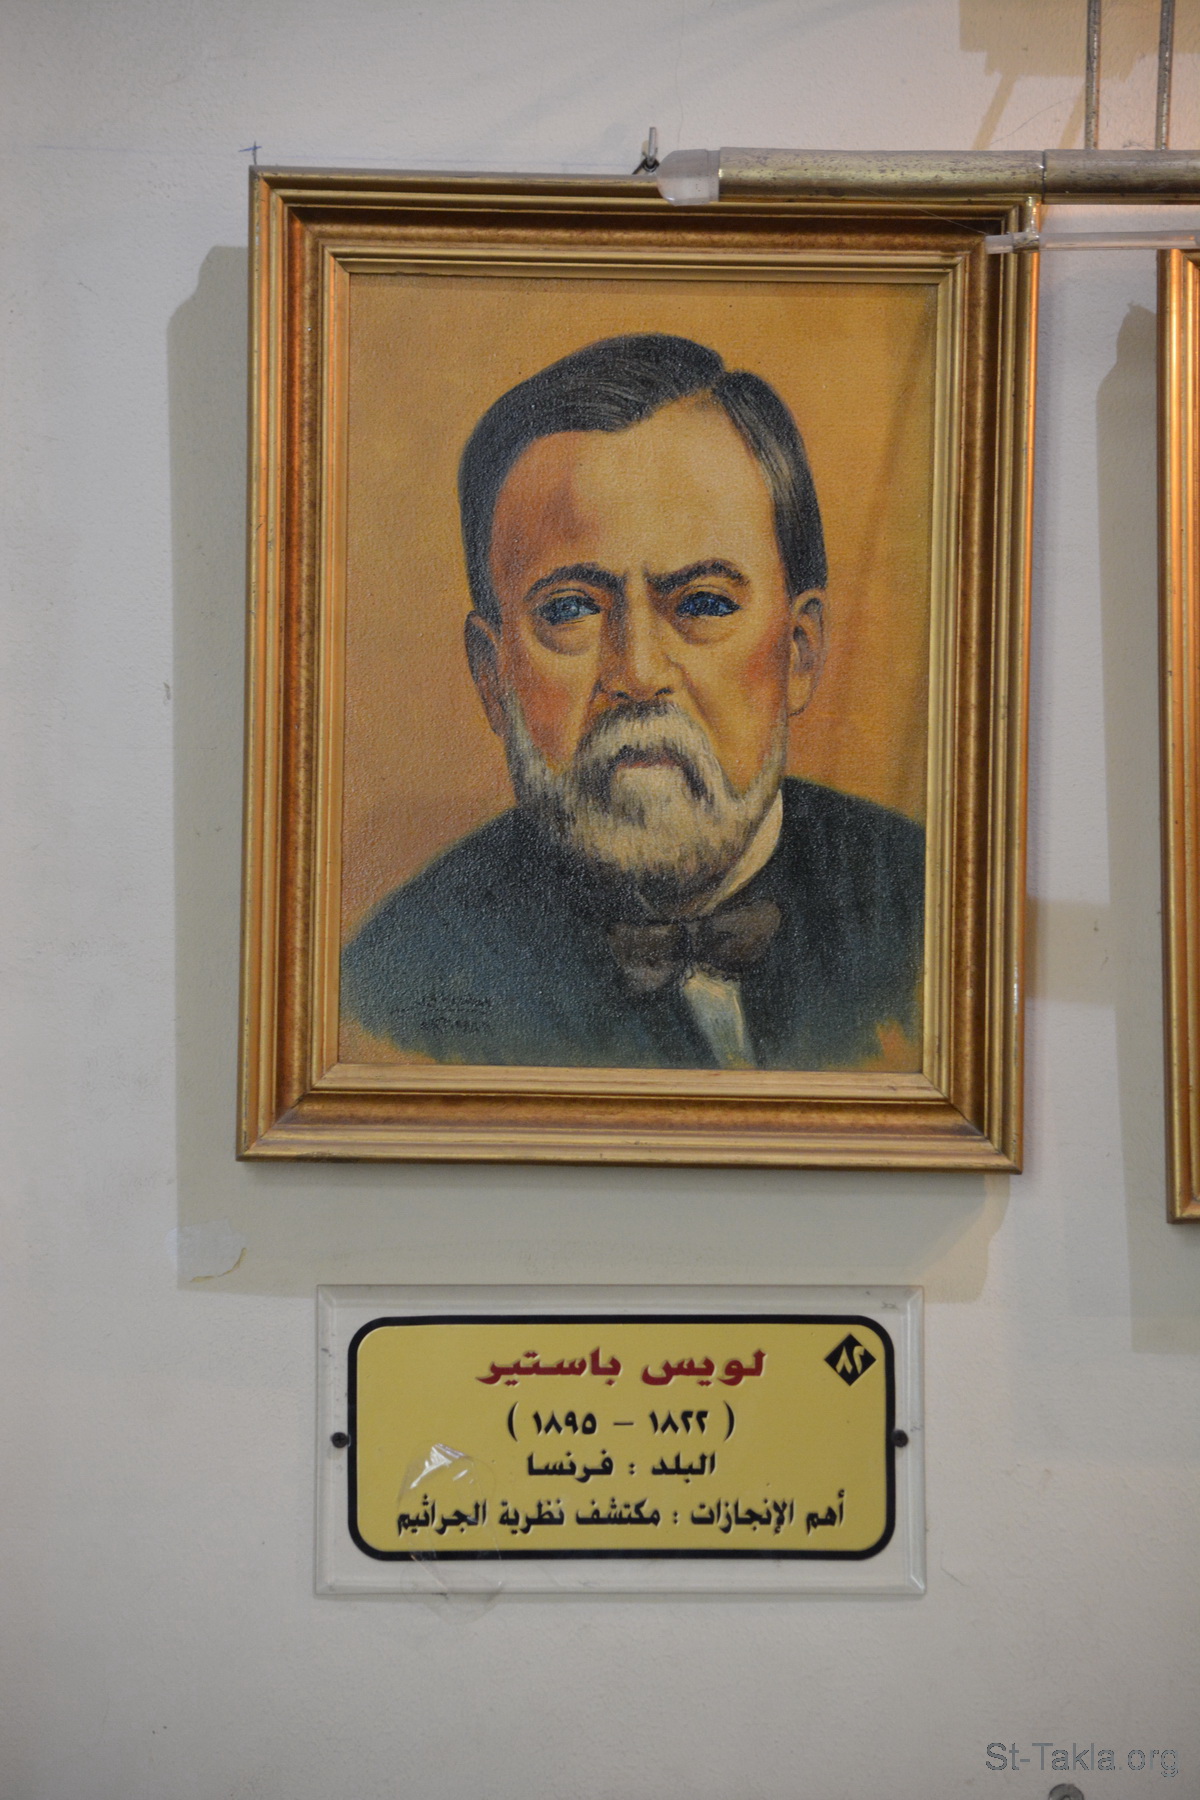 ٨٢
لويس باستير
( ١٨٢٢ – ١٨٩٥ )
البلد : فرنسا
أهم الإنجازات : مكتشف نظرية الجراثيم
St-Takla.org